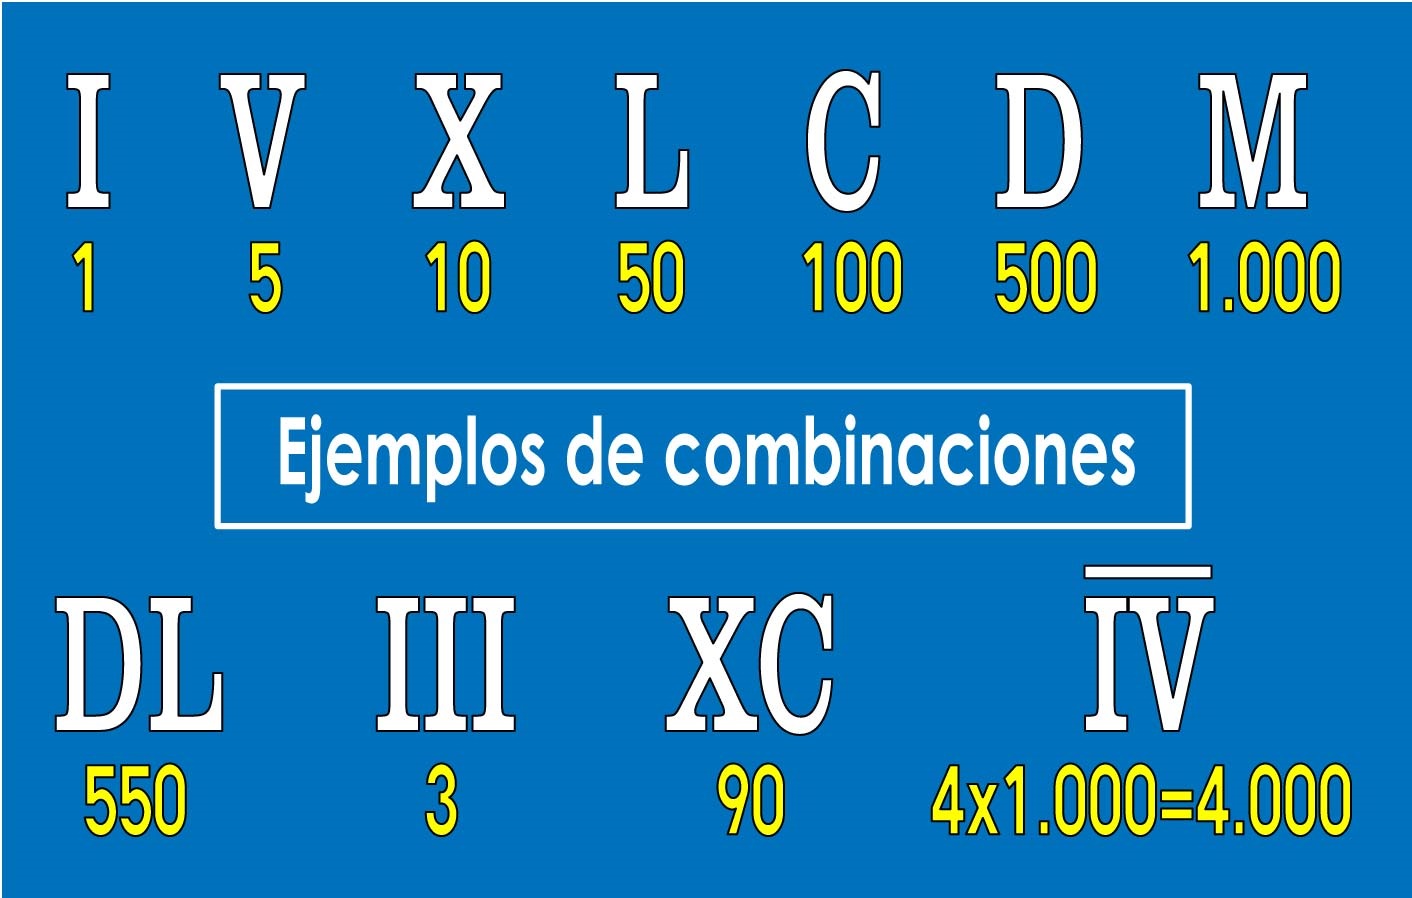 I V X L C D M
1 5 10 50 100 500 1.000
Ejemplos de combinaciones
DL III XC I̅V̅
550 3 90 4x1.000=4.000